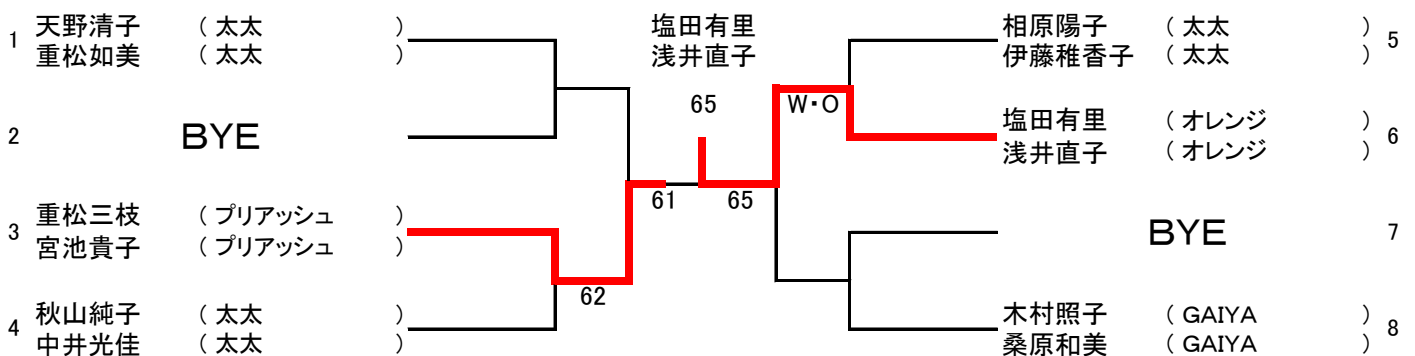 1 天野清子 ( 太太 )
重松如美 ( 太太 )
2 BYE
3 重松三枝 ( プリアッシュ )
宮池貴子 ( プリアッシュ )
4 秋山純子 ( 太太 )
中井光佳 ( 太太 )
62
61
塩田有里
浅井直子
65
65
W・O
相原陽子 ( 太太 ) 5
伊藤稚香子 ( 太太 )
塩田有里 ( オレンジ ) 6
浅井直子 ( オレンジ )
BYE 7
木村照子 ( GAIYA ) 8
桑原和美 ( GAIYA )